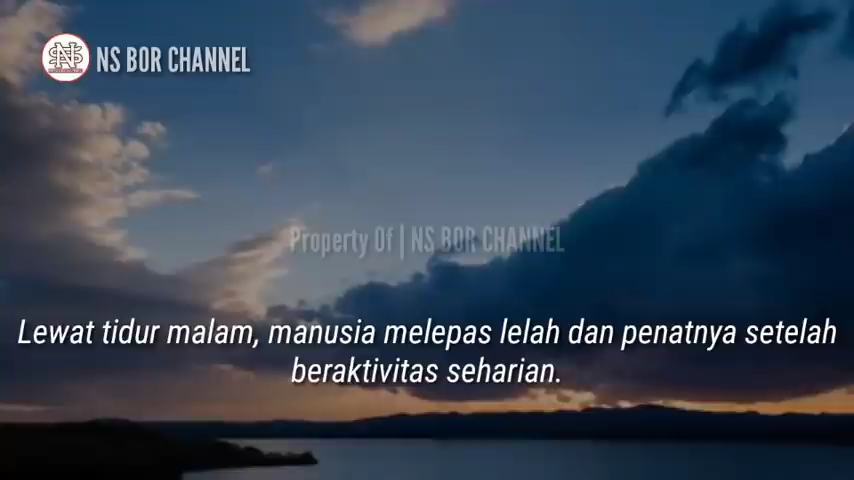 NS BOR CHANNEL
Property Of | NS BOR CHANNEL
Lewat tidur malam, manusia melepas lelah dan penatnya setelah
beraktivitas seharian.